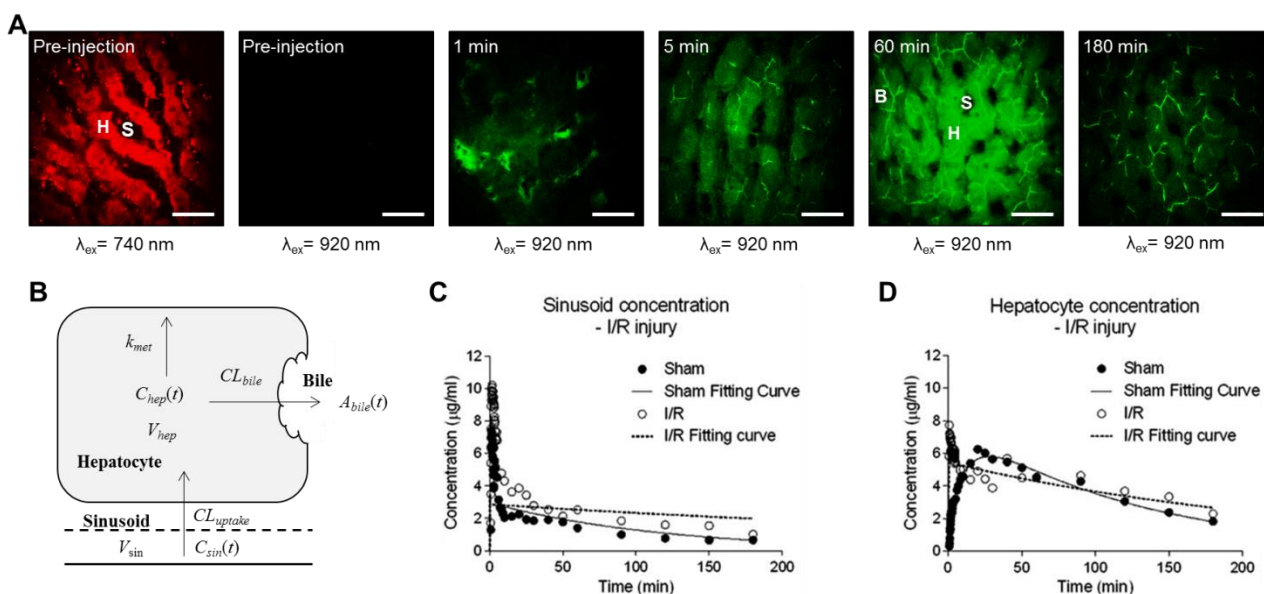 A
Pre-injection
Pre-injection
1 min
5 min
60 min
180 min
H
S
B
S
H
λex= 740 nm
λex= 920 nm
λex= 920 nm
λex= 920 nm
λex= 920 nm
λex= 920 nm
B
kmet
CLbile
Bile
Chep(t)
Abile(t)
Vhep
Hepatocyte
Sinusoid
CLuptake
Vsin
Csin(t)
C
Sinusoid concentration
- I/R injury
Sham
Sham Fitting Curve
I/R
I/R Fitting curve
Concentration (μg/ml)
12
10
8
6
4
2
0
0
50
100
150
200
Time (min)
D
Hepatocyte concentration
- I/R injury
Sham
Sham Fitting Curve
I/R
I/R Fitting curve
Concentration (μg/ml)
12
10
8
6
4
2
0
0
50
100
150
200
Time (min)